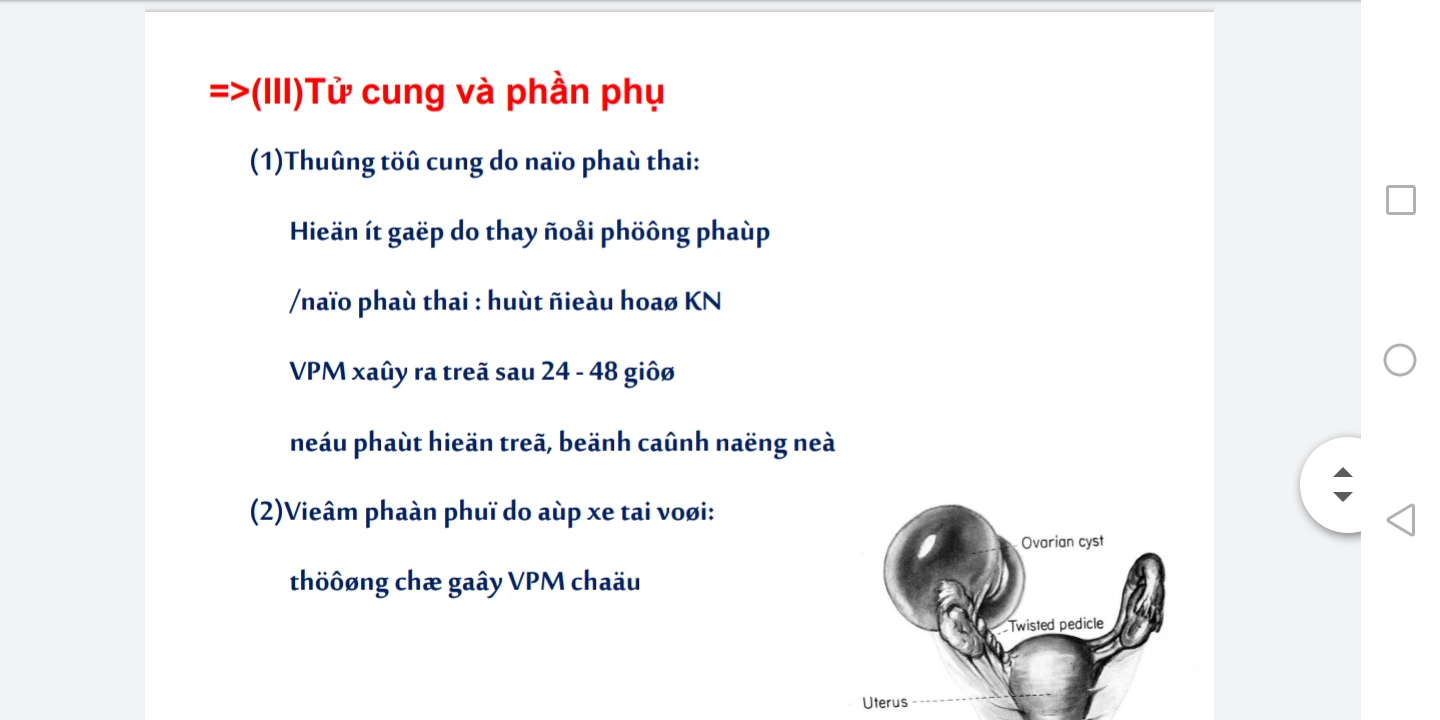 =>(III)Tử cung và phần phụ
(1)Thuûng töû cung do naïo phaù thai:
Hieän ít gaëp do thay ñoåi phöông phaùp
/naïo phaù thai : huùt ñieàu hoaø KN
VPM xaûy ra treã sau 24 - 48 giôø
neáu phaùt hieän treã, beänh caûnh naëng neà
(2)Vieâm phaàn phuï do aùp xe tai voøi:
thöôøng chæ gaây VPM chaäu
Ovarian cyst
Twisted pedicle
Uterus